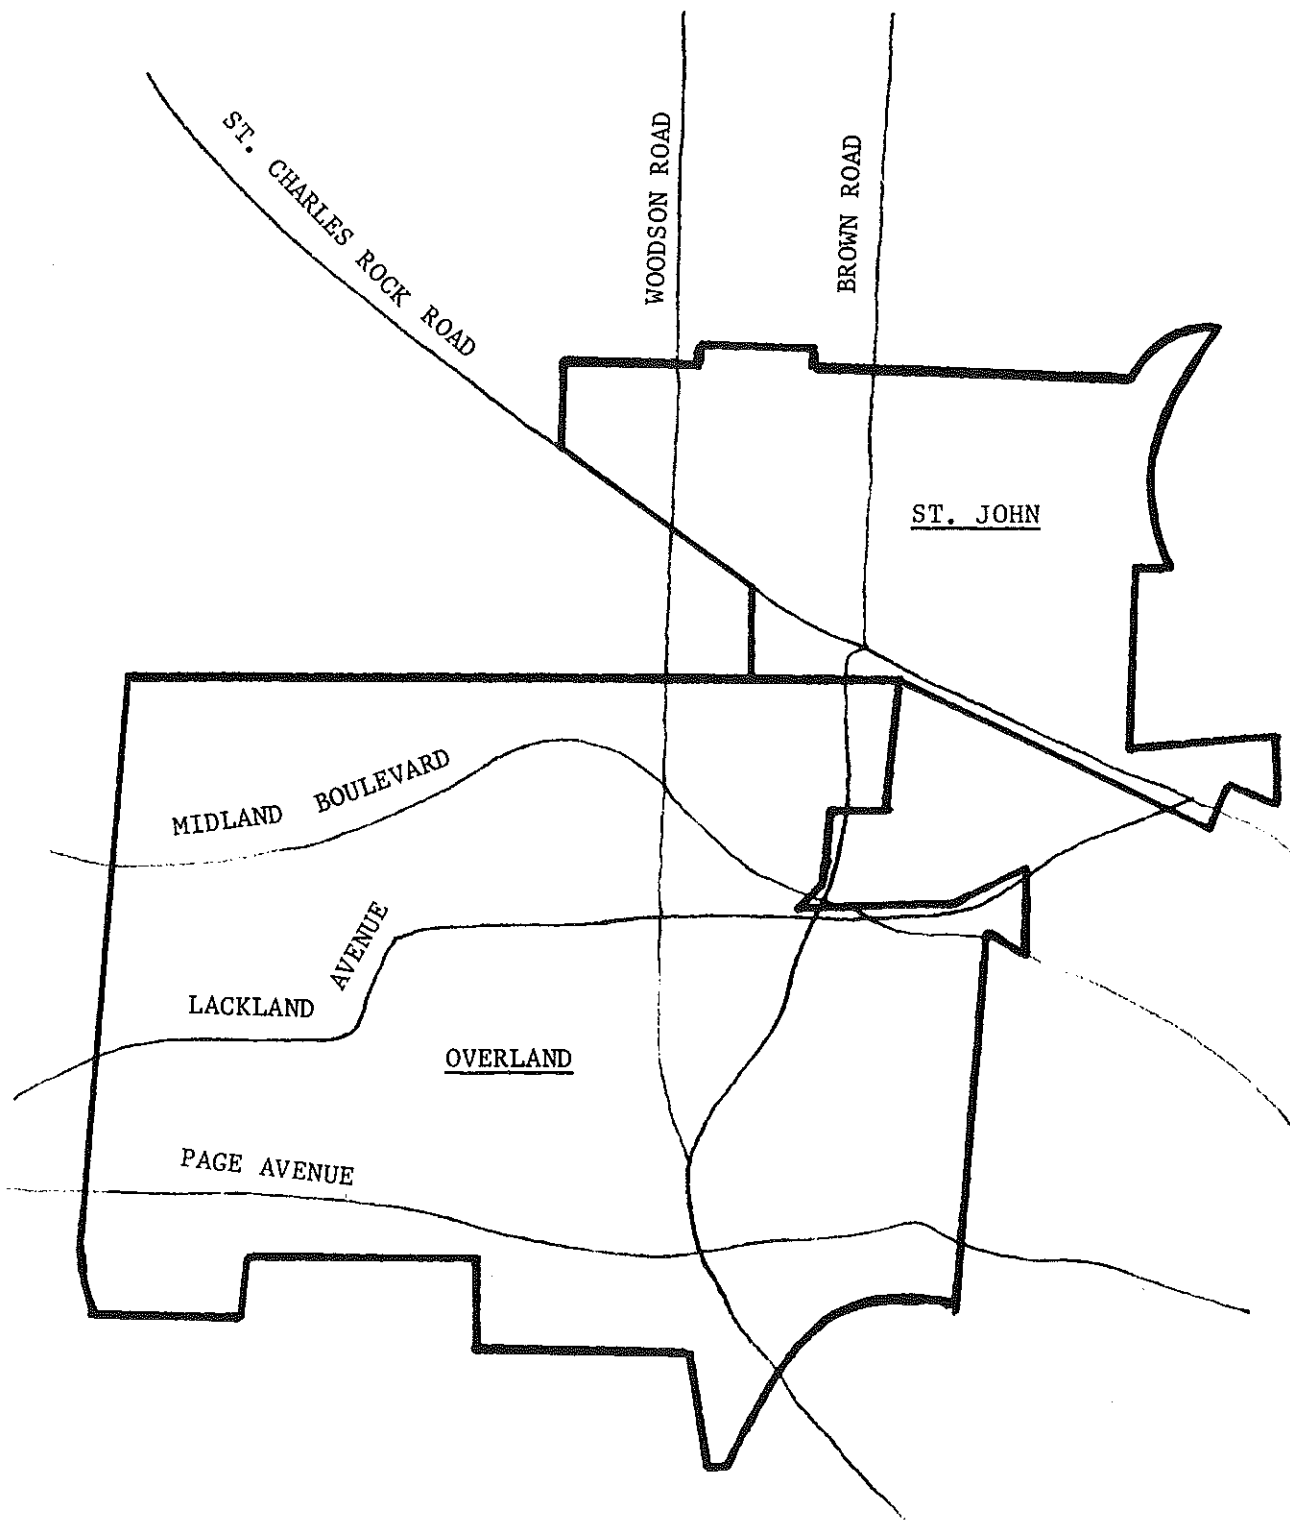 ST. CHARLES ROCK ROAD
WOODSON ROAD
BROWN ROAD
ST. JOHN
MIDLAND BOULEVARD
LACKLAND AVENUE
OVERLAND
PAGE AVENUE